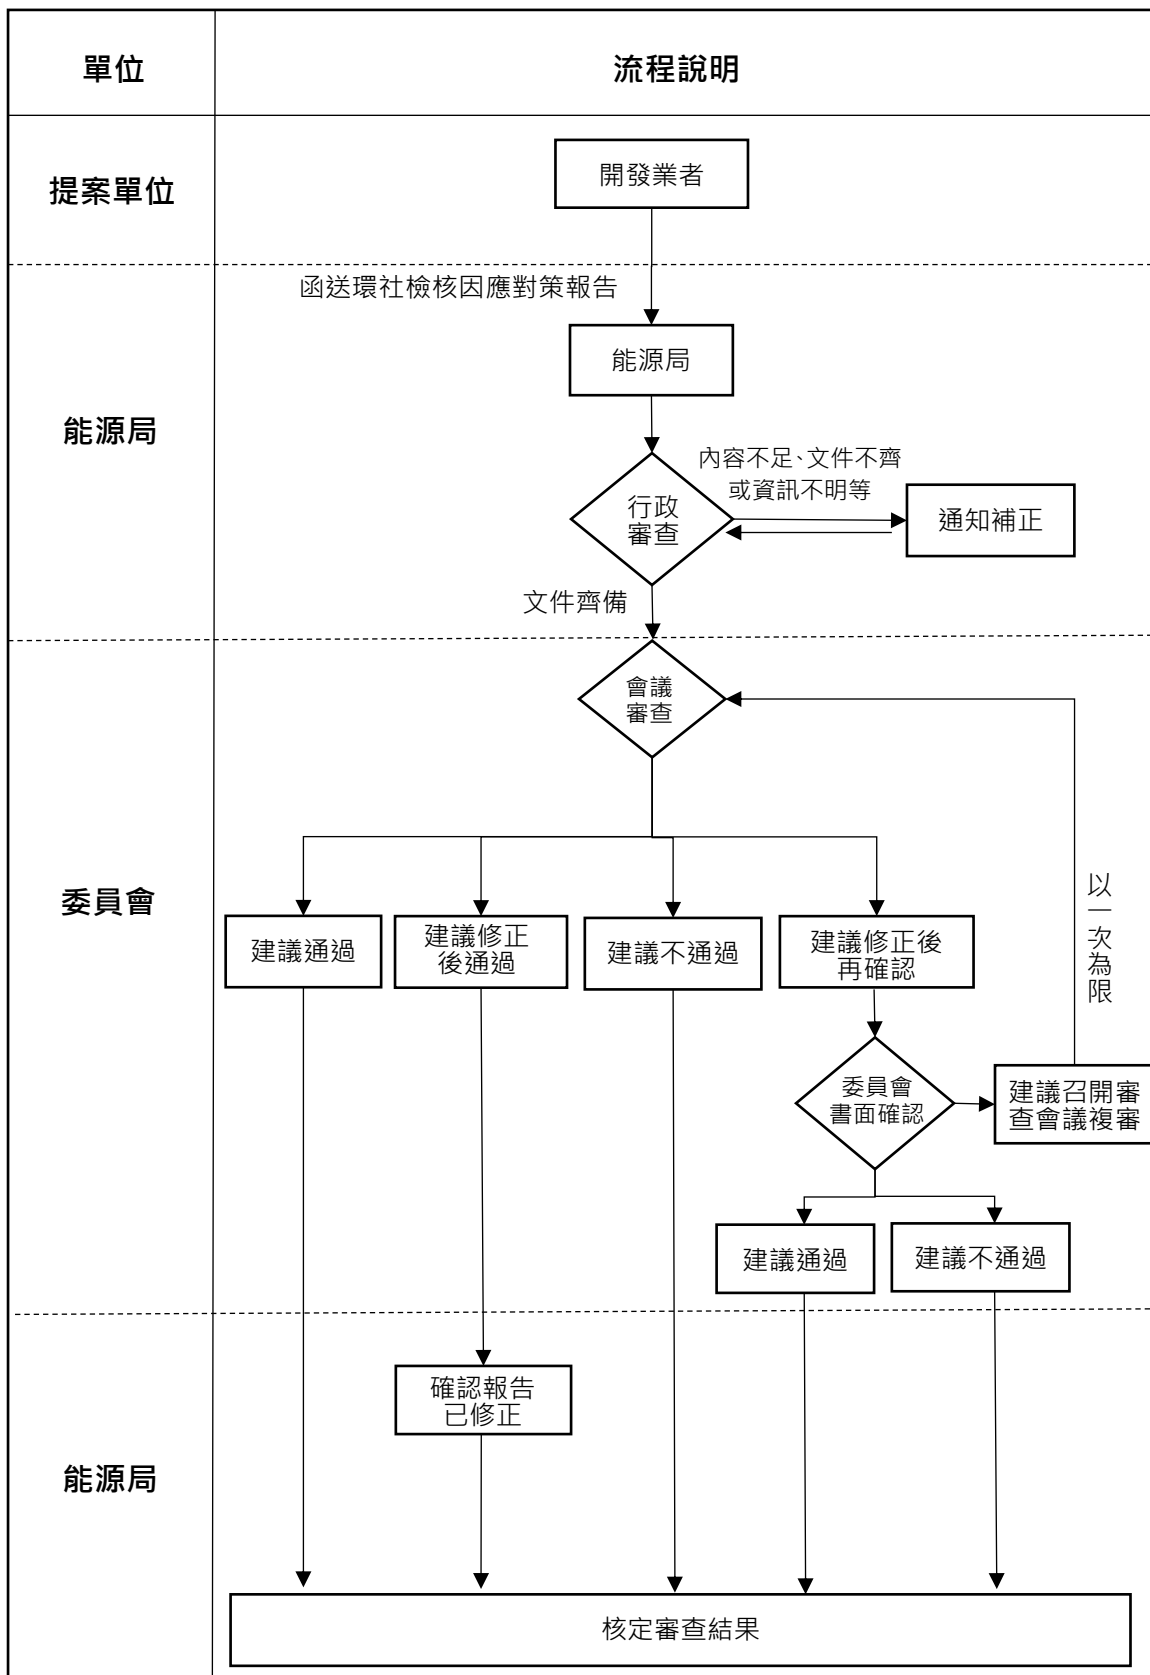 單位
流程說明
提案單位
開發業者
函送環社檢核因應對策報告
能源局
能源局
內容不足、文件不齊
或資訊不明等
行政
審查
通知補正
文件齊備
會議
審查
委員會
以一次為限
建議通過
建議修正
後通過
建議不通過
建議修正後
再確認
委員會
書面確認
建議召開審
查會議複審
建議通過
建議不通過
能源局
確認報告
已修正
核定審查結果